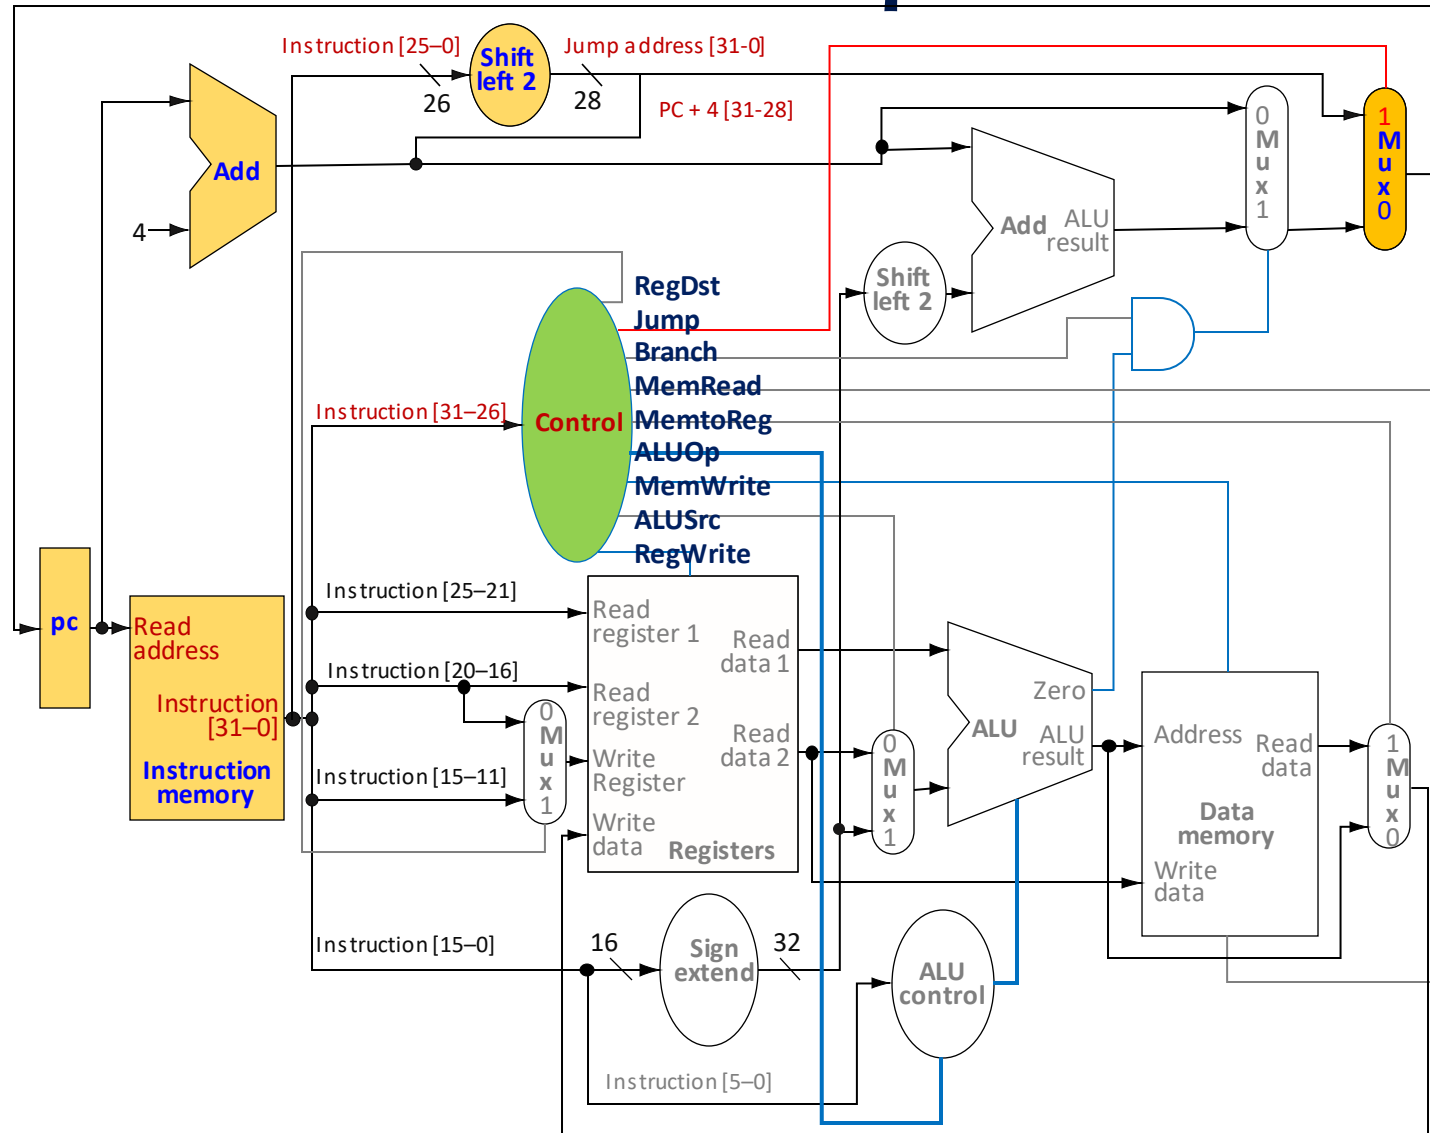 Instruction [25–0]
Shift
left 2
Jump address [31-0]
26
28
PC + 4 [31-28]
Add
4
0
M
u
x
1
1
M
u
x
0
Add
ALU
result
Shift
left 2
RegDst
Jump
Branch
MemRead
MemtoReg
ALUOp
MemWrite
ALUSrc
RegWrite
Instruction [31–26]
Control
pc
Read
address
Instruction
[31–0]
Instruction
memory
Instruction [25–21]
Instruction [20–16]
Instruction [15–11]
Instruction [15–0]
0
M
u
x
1
Read
register 1
Read
register 2
Write
Register
Write
data
Read
data 1
Read
data 2
Registers
0
M
u
x
1
Zero
ALU
ALU
result
Address
Read
data
Data
memory
Write
data
1
M
u
x
0
16
Sign
extend
32
ALU
control
Instruction [5–0]